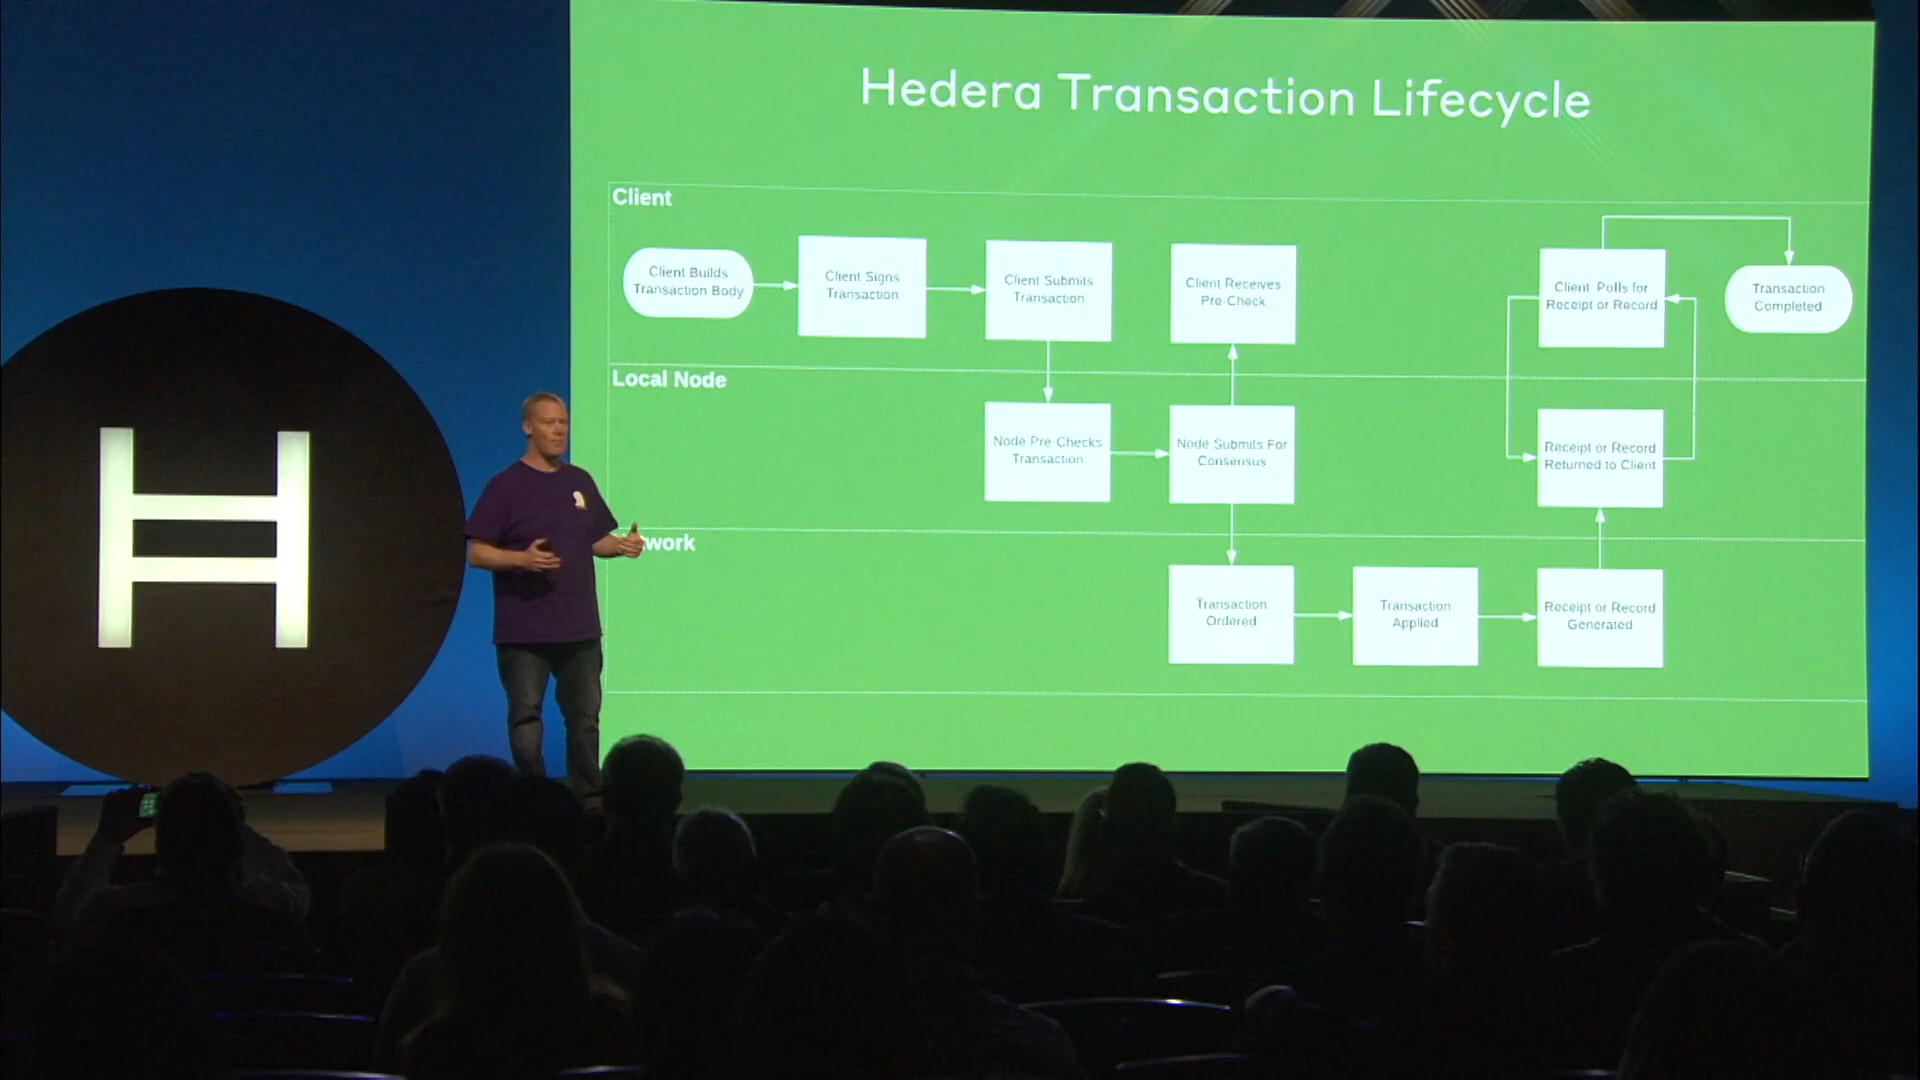 Hedera Transaction Lifecycle
Client
Client Builds
Transaction Body
Client Signs
Transaction
Client Submits
Transaction
Client Receives
Pre-Check
Client Polls for
Receipt or Record
Transaction
Completed
Local Node
Node Pre-Checks
Transaction
Node Submits For
Consensus
Receipt or Record
Returned to Client
twork
Transaction
Ordered
Transaction
Applied
Receipt or Record
Generated
H